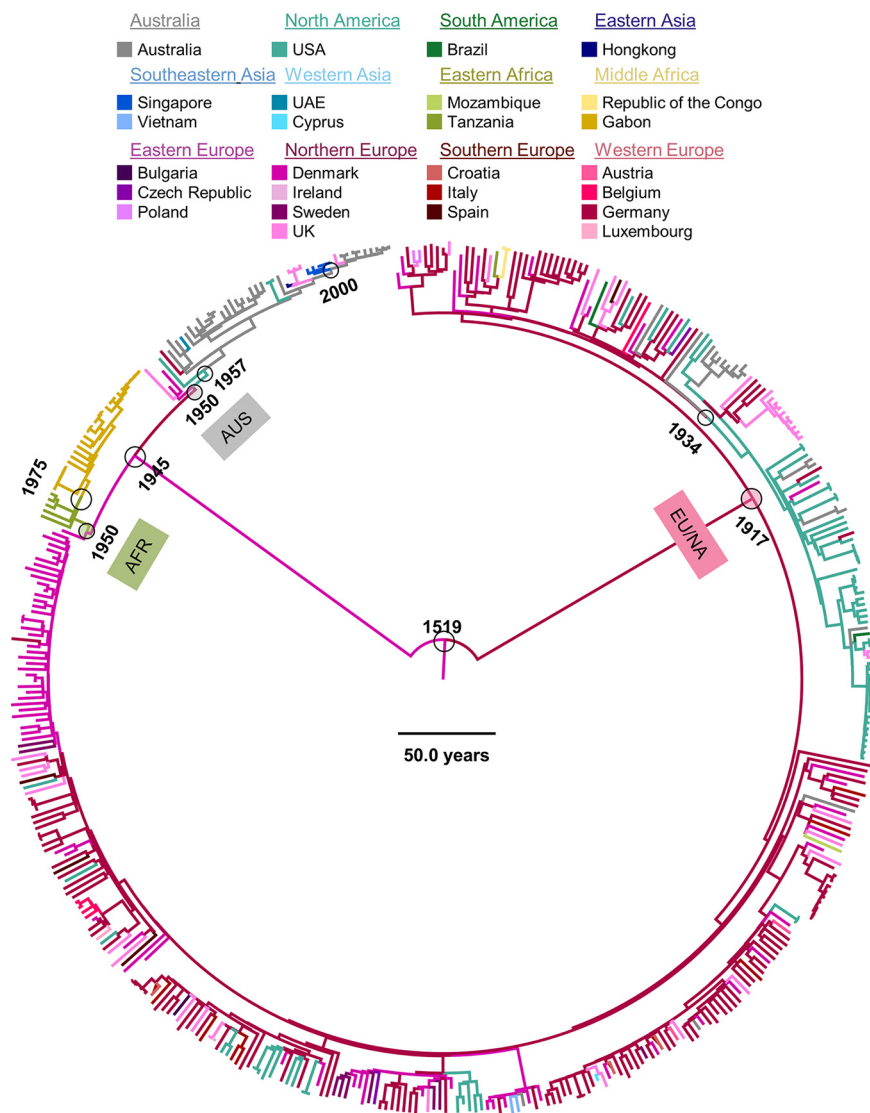 Australia North America South America Eastern Asia
Australia USA Brazil Hongkong
Southeastern Asia Western Asia Eastern Africa Middle Africa
Singapore UAE Mozambique Republic of the Congo
Vietnam Cyprus Tanzania Gabon
Eastern Europe Northern Europe Southern Europe Western Europe
Bulgaria Denmark Croatia Austria
Czech Republic Ireland Italy Belgium
Poland Sweden Spain Germany
UK Luxembourg
2000
1957
1950
AUS
1934
1975
1945
1950
AFR
EU/NA
1917
1519
50.0 years